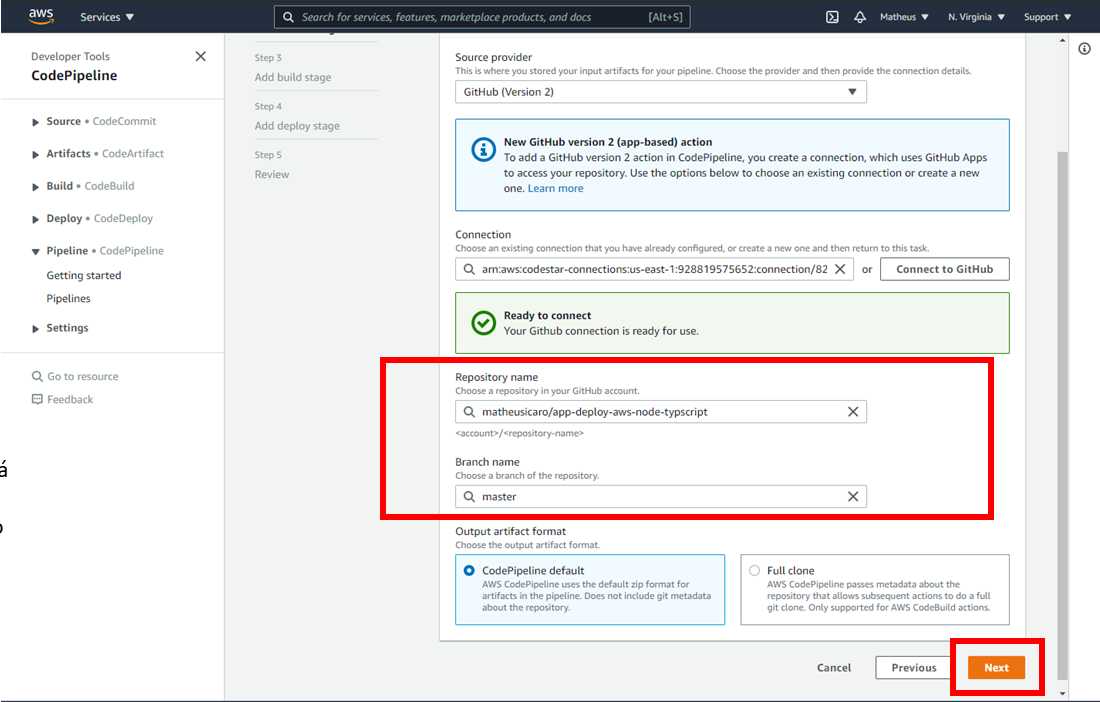 aws
Services
Search for services, features, marketplace products, and docs
[Alt+S]
Matheus
N. Virginia
Support
Developer Tools
CodePipeline
Source • CodeCommit
Artifacts • CodeArtifact
Build • CodeBuild
Deploy • CodeDeploy
Pipeline • CodePipeline
Getting started
Pipelines
Settings
Go to resource
Feedback
á
o
Step 3
Add build stage
Step 4
Add deploy stage
Step 5
Review
Source provider
This is where you stored your input artifacts for your pipeline. Choose the provider and then provide the connection details.
GitHub (Version 2)
New GitHub version 2 (app-based) action
To add a GitHub version 2 action in CodePipeline, you create a connection, which uses GitHub Apps
to access your repository. Use the options below to choose an existing connection or create a new
one. Learn more
Connection
Choose an existing connection that you have already configured, or create a new one and then return to this task.
arn:aws:codestar-connections:us-east-1:928819575652:connection/82
or
Connect to GitHub
Ready to connect
Your Github connection is ready for use.
Repository name
Choose a repository in your GitHub account.
matheusicaro/app-deploy-aws-node-typscript
<account>/<repository-name>
Branch name
Choose a branch of the repository.
master
Output artifact format
Choose the output artifact format.
CodePipeline default
AWS CodePipeline uses the default zip format for
artifacts in the pipeline. Does not include git metadata
about the repository.
Full clone
AWS CodePipeline passes metadata about the
repository that allows subsequent actions to do a full
git clone. Only supported for AWS CodeBuild actions.
Cancel
Previous
Next